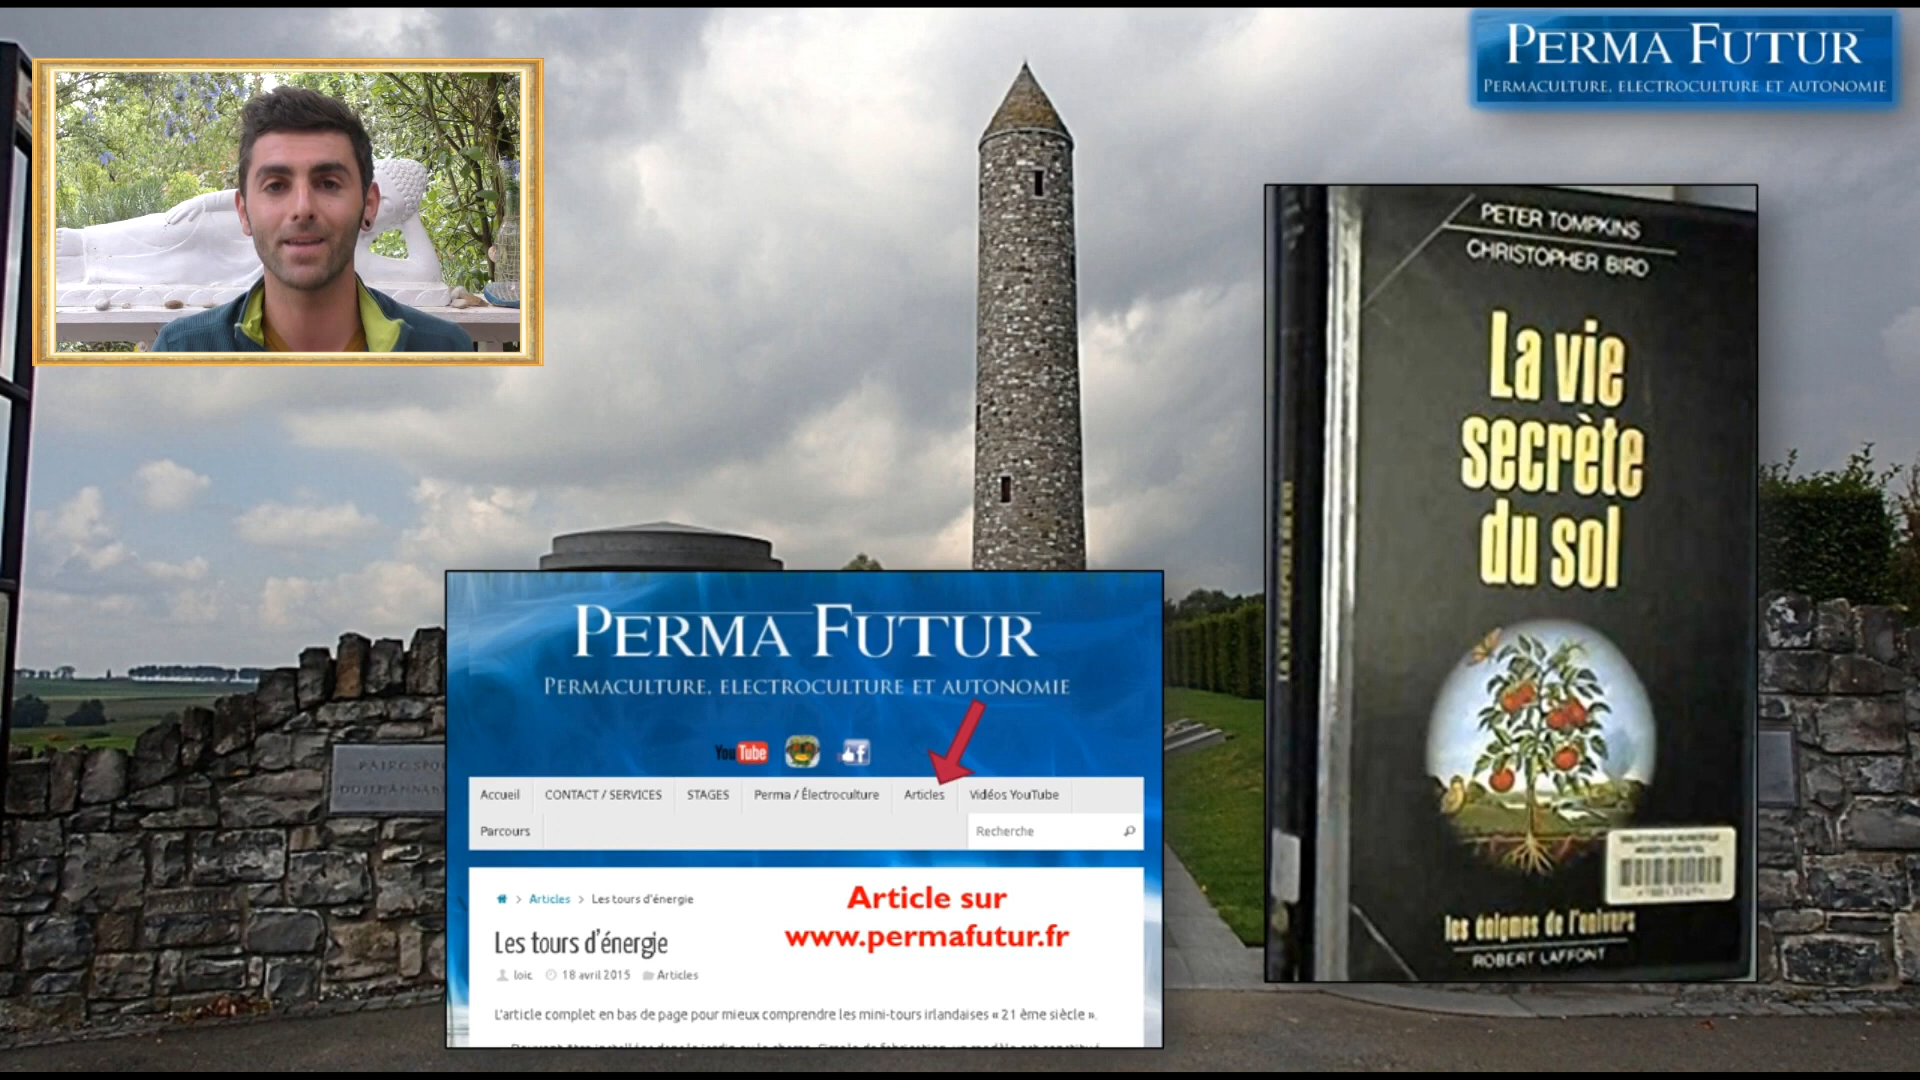 PERMA FUTUR
PERMACULTURE, ELECTROCULTURE ET AUTONOMIE
PETER TOMPKINS
CHRISTOPHER BIRD
La vie
secrète
du sol
les énigmes de l'univers
ROBERT LAFFONT
PERMA FUTUR
PERMACULTURE, ELECTROCULTURE ET AUTONOMIE
YouTube
f
Accueil
CONTACT / SERVICES
STAGES
Perma / Électroculture
Articles
Vidéos YouTube
Parcours
Recherche
> Articles > Les tours d'énergie
Article sur
www.permafutur.fr
Les tours d'énergie
loic 18 avril 2015 Articles
L'article complet en bas de page pour mieux comprendre les mini-tours irlandaises « 21 ème siècle ».